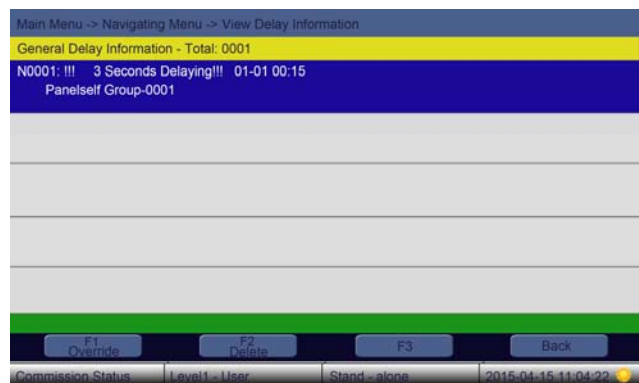 Main Menu -> Navigating Menu -> View Delay Information
General Delay Information - Total: 0001
N0001: !!! 3 Seconds Delaying!!! 01-01 00:15
Panelself Group-0001
F1
Override
F2
Delete
F3
Back
Commission Status
Level1 - User
Stand - alone
2015-04-15 11:04:22